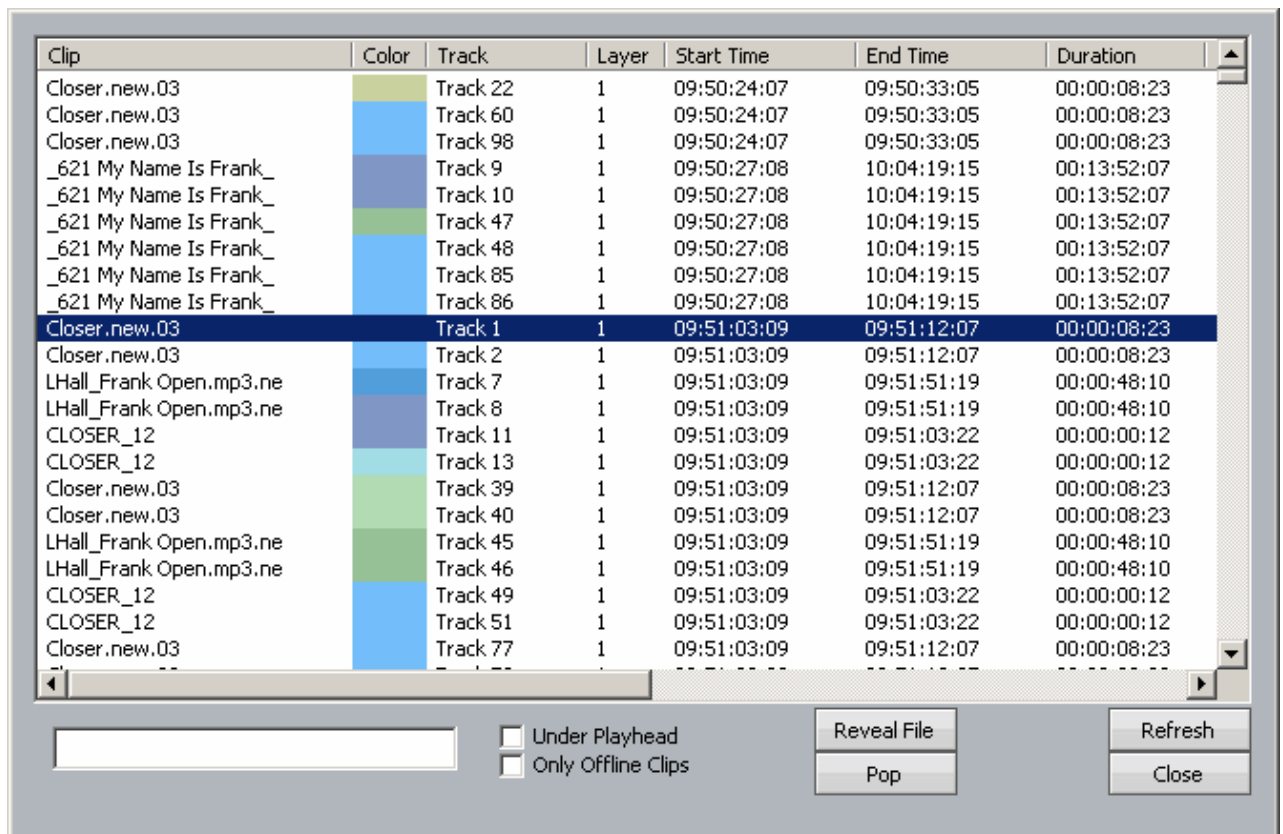 Clip Color Track Layer Start Time End Time Duration
Closer.new.03 Track 22 1 09:50:24:07 09:50:33:05 00:00:08:23
Closer.new.03 Track 60 1 09:50:24:07 09:50:33:05 00:00:08:23
Closer.new.03 Track 98 1 09:50:24:07 09:50:33:05 00:00:08:23
_621 My Name Is Frank_ Track 9 1 09:50:27:08 10:04:19:15 00:13:52:07
_621 My Name Is Frank_ Track 10 1 09:50:27:08 10:04:19:15 00:13:52:07
_621 My Name Is Frank_ Track 47 1 09:50:27:08 10:04:19:15 00:13:52:07
_621 My Name Is Frank_ Track 48 1 09:50:27:08 10:04:19:15 00:13:52:07
_621 My Name Is Frank_ Track 85 1 09:50:27:08 10:04:19:15 00:13:52:07
_621 My Name Is Frank_ Track 86 1 09:50:27:08 10:04:19:15 00:13:52:07
Closer.new.03 Track 1 1 09:51:03:09 09:51:12:07 00:00:08:23
Closer.new.03 Track 2 1 09:51:03:09 09:51:12:07 00:00:08:23
LHall_Frank Open.mp3.ne Track 7 1 09:51:03:09 09:51:51:19 00:00:48:10
LHall_Frank Open.mp3.ne Track 8 1 09:51:03:09 09:51:51:19 00:00:48:10
CLOSER_12 Track 11 1 09:51:03:09 09:51:03:22 00:00:00:12
CLOSER_12 Track 13 1 09:51:03:09 09:51:03:22 00:00:00:12
Closer.new.03 Track 39 1 09:51:03:09 09:51:12:07 00:00:08:23
Closer.new.03 Track 40 1 09:51:03:09 09:51:12:07 00:00:08:23
LHall_Frank Open.mp3.ne Track 45 1 09:51:03:09 09:51:51:19 00:00:48:10
LHall_Frank Open.mp3.ne Track 46 1 09:51:03:09 09:51:51:19 00:00:48:10
CLOSER_12 Track 49 1 09:51:03:09 09:51:03:22 00:00:00:12
CLOSER_12 Track 51 1 09:51:03:09 09:51:03:22 00:00:00:12
Closer.new.03 Track 77 1 09:51:03:09 09:51:12:07 00:00:08:23
Under Playhead
Only Offline Clips
Reveal File
Pop
Refresh
Close